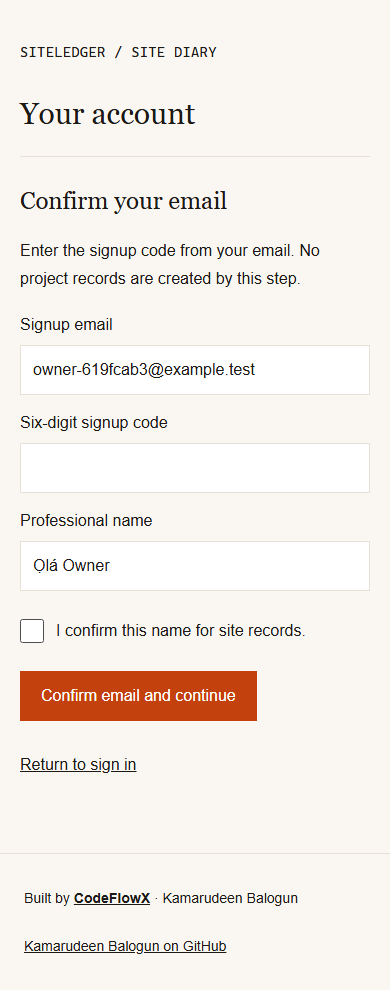 SITELEDGER / SITE DIARY
Your account
Confirm your email
Enter the signup code from your email. No
project records are created by this step.
Signup email
owner-619fcab3@example.test
Six-digit signup code
Professional name
Ọlá Owner
I confirm this name for site records.
Confirm email and continue
Return to sign in
Built by CodeFlowX · Kamarudeen Balogun
Kamarudeen Balogun on GitHub